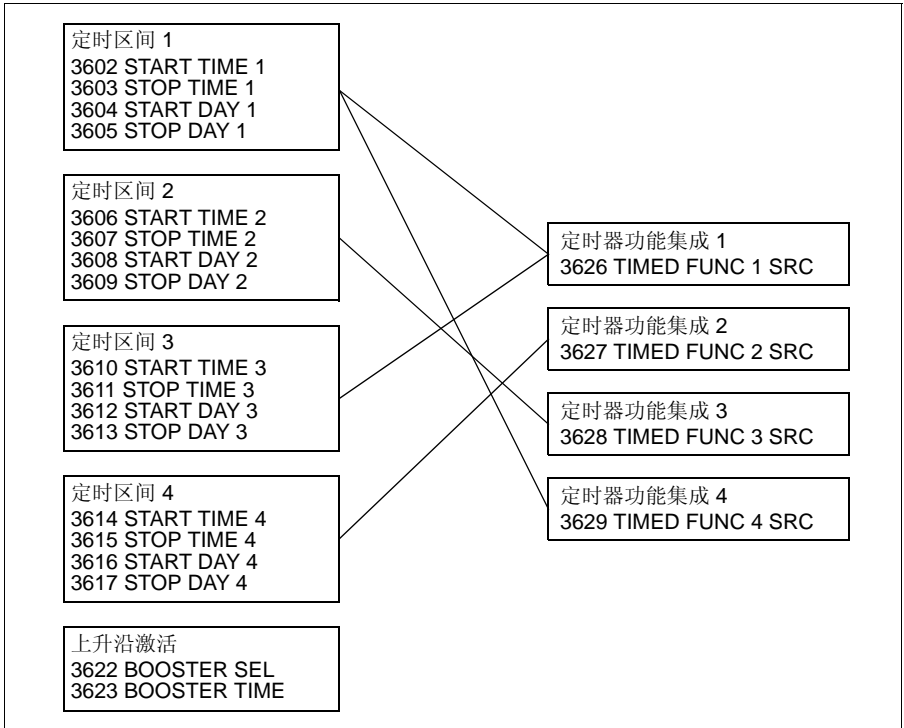 定时区间 1
3602 START TIME 1
3603 STOP TIME 1
3604 START DAY 1
3605 STOP DAY 1
定时区间 2
3606 START TIME 2
3607 STOP TIME 2
3608 START DAY 2
3609 STOP DAY 2
定时区间 3
3610 START TIME 3
3611 STOP TIME 3
3612 START DAY 3
3613 STOP DAY 3
定时区间 4
3614 START TIME 4
3615 STOP TIME 4
3616 START DAY 4
3617 STOP DAY 4
上升沿激活
3622 BOOSTER SEL
3623 BOOSTER TIME
定时器功能集成 1
3626 TIMED FUNC 1 SRC
定时器功能集成 2
3627 TIMED FUNC 2 SRC
定时器功能集成 3
3628 TIMED FUNC 3 SRC
定时器功能集成 4
3629 TIMED FUNC 4 SRC